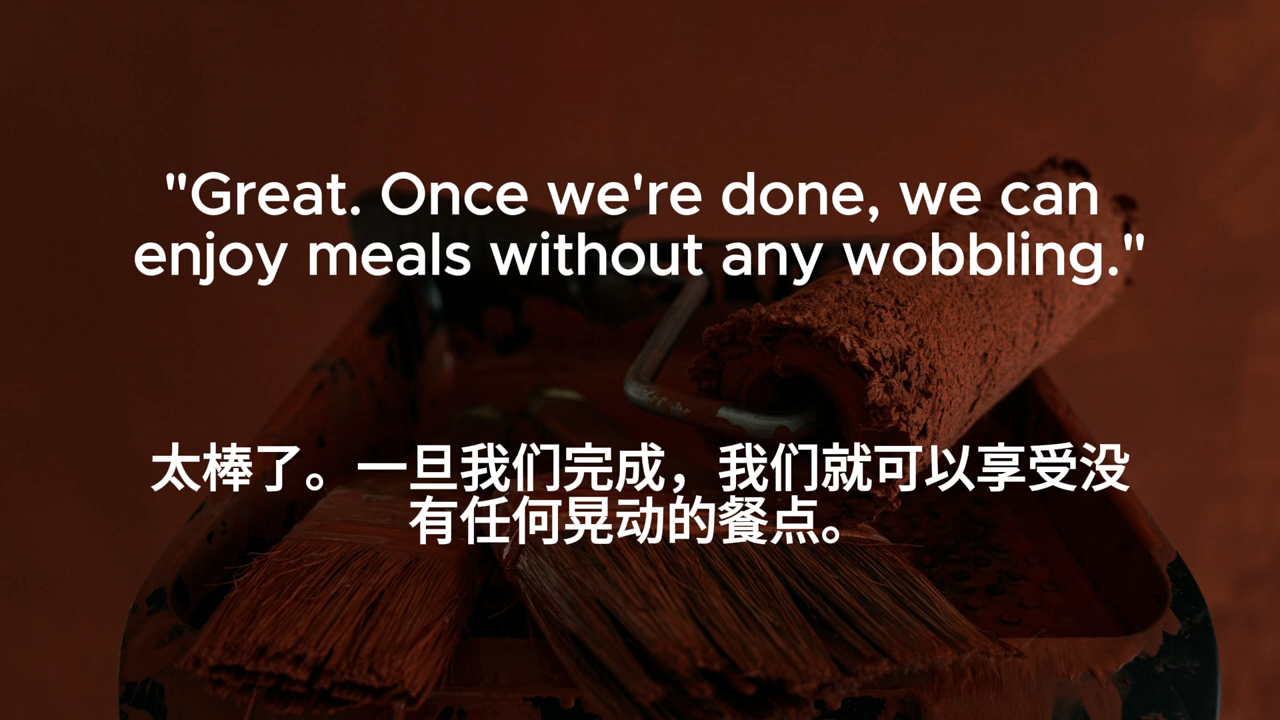 "Great. Once we're done, we can
enjoy meals without any wobbling."
太棒了。一旦我们完成，我们就可以享受没
有任何晃动的餐点。